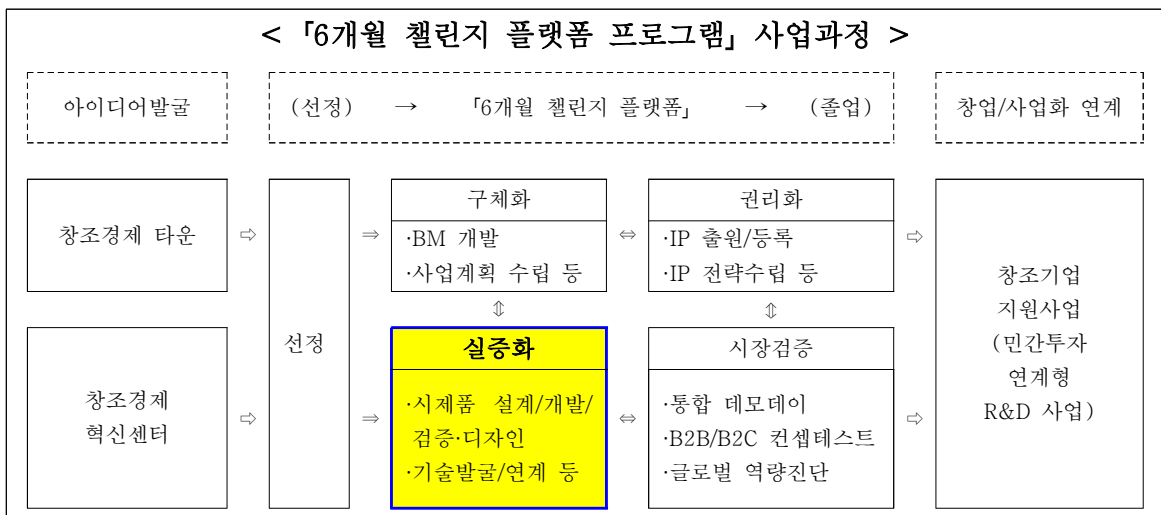 < 「6개월 챌린지 플랫폼 프로그램」 사업과정 >
아이디어발굴
(선정) → 「6개월 챌린지 플랫폼」 → (졸업)
창업/사업화 연계
창조경제 타운
⇨
선정
⇒
구체화
·BM 개발
·사업계획 수립 등
⇔
권리화
·IP 출원/등록
·IP 전략수립 등
⇨
⇕
⇕
창조경제
혁신센터
⇨
⇒
실증화
·시제품 설계/개발/
검증·디자인
·기술발굴/연계 등
⇔
시장검증
·통합 데모데이
·B2B/B2C 컨셉테스트
·글로벌 역량진단
⇨
창조기업
지원사업
(민간투자
연계형
R&D 사업)